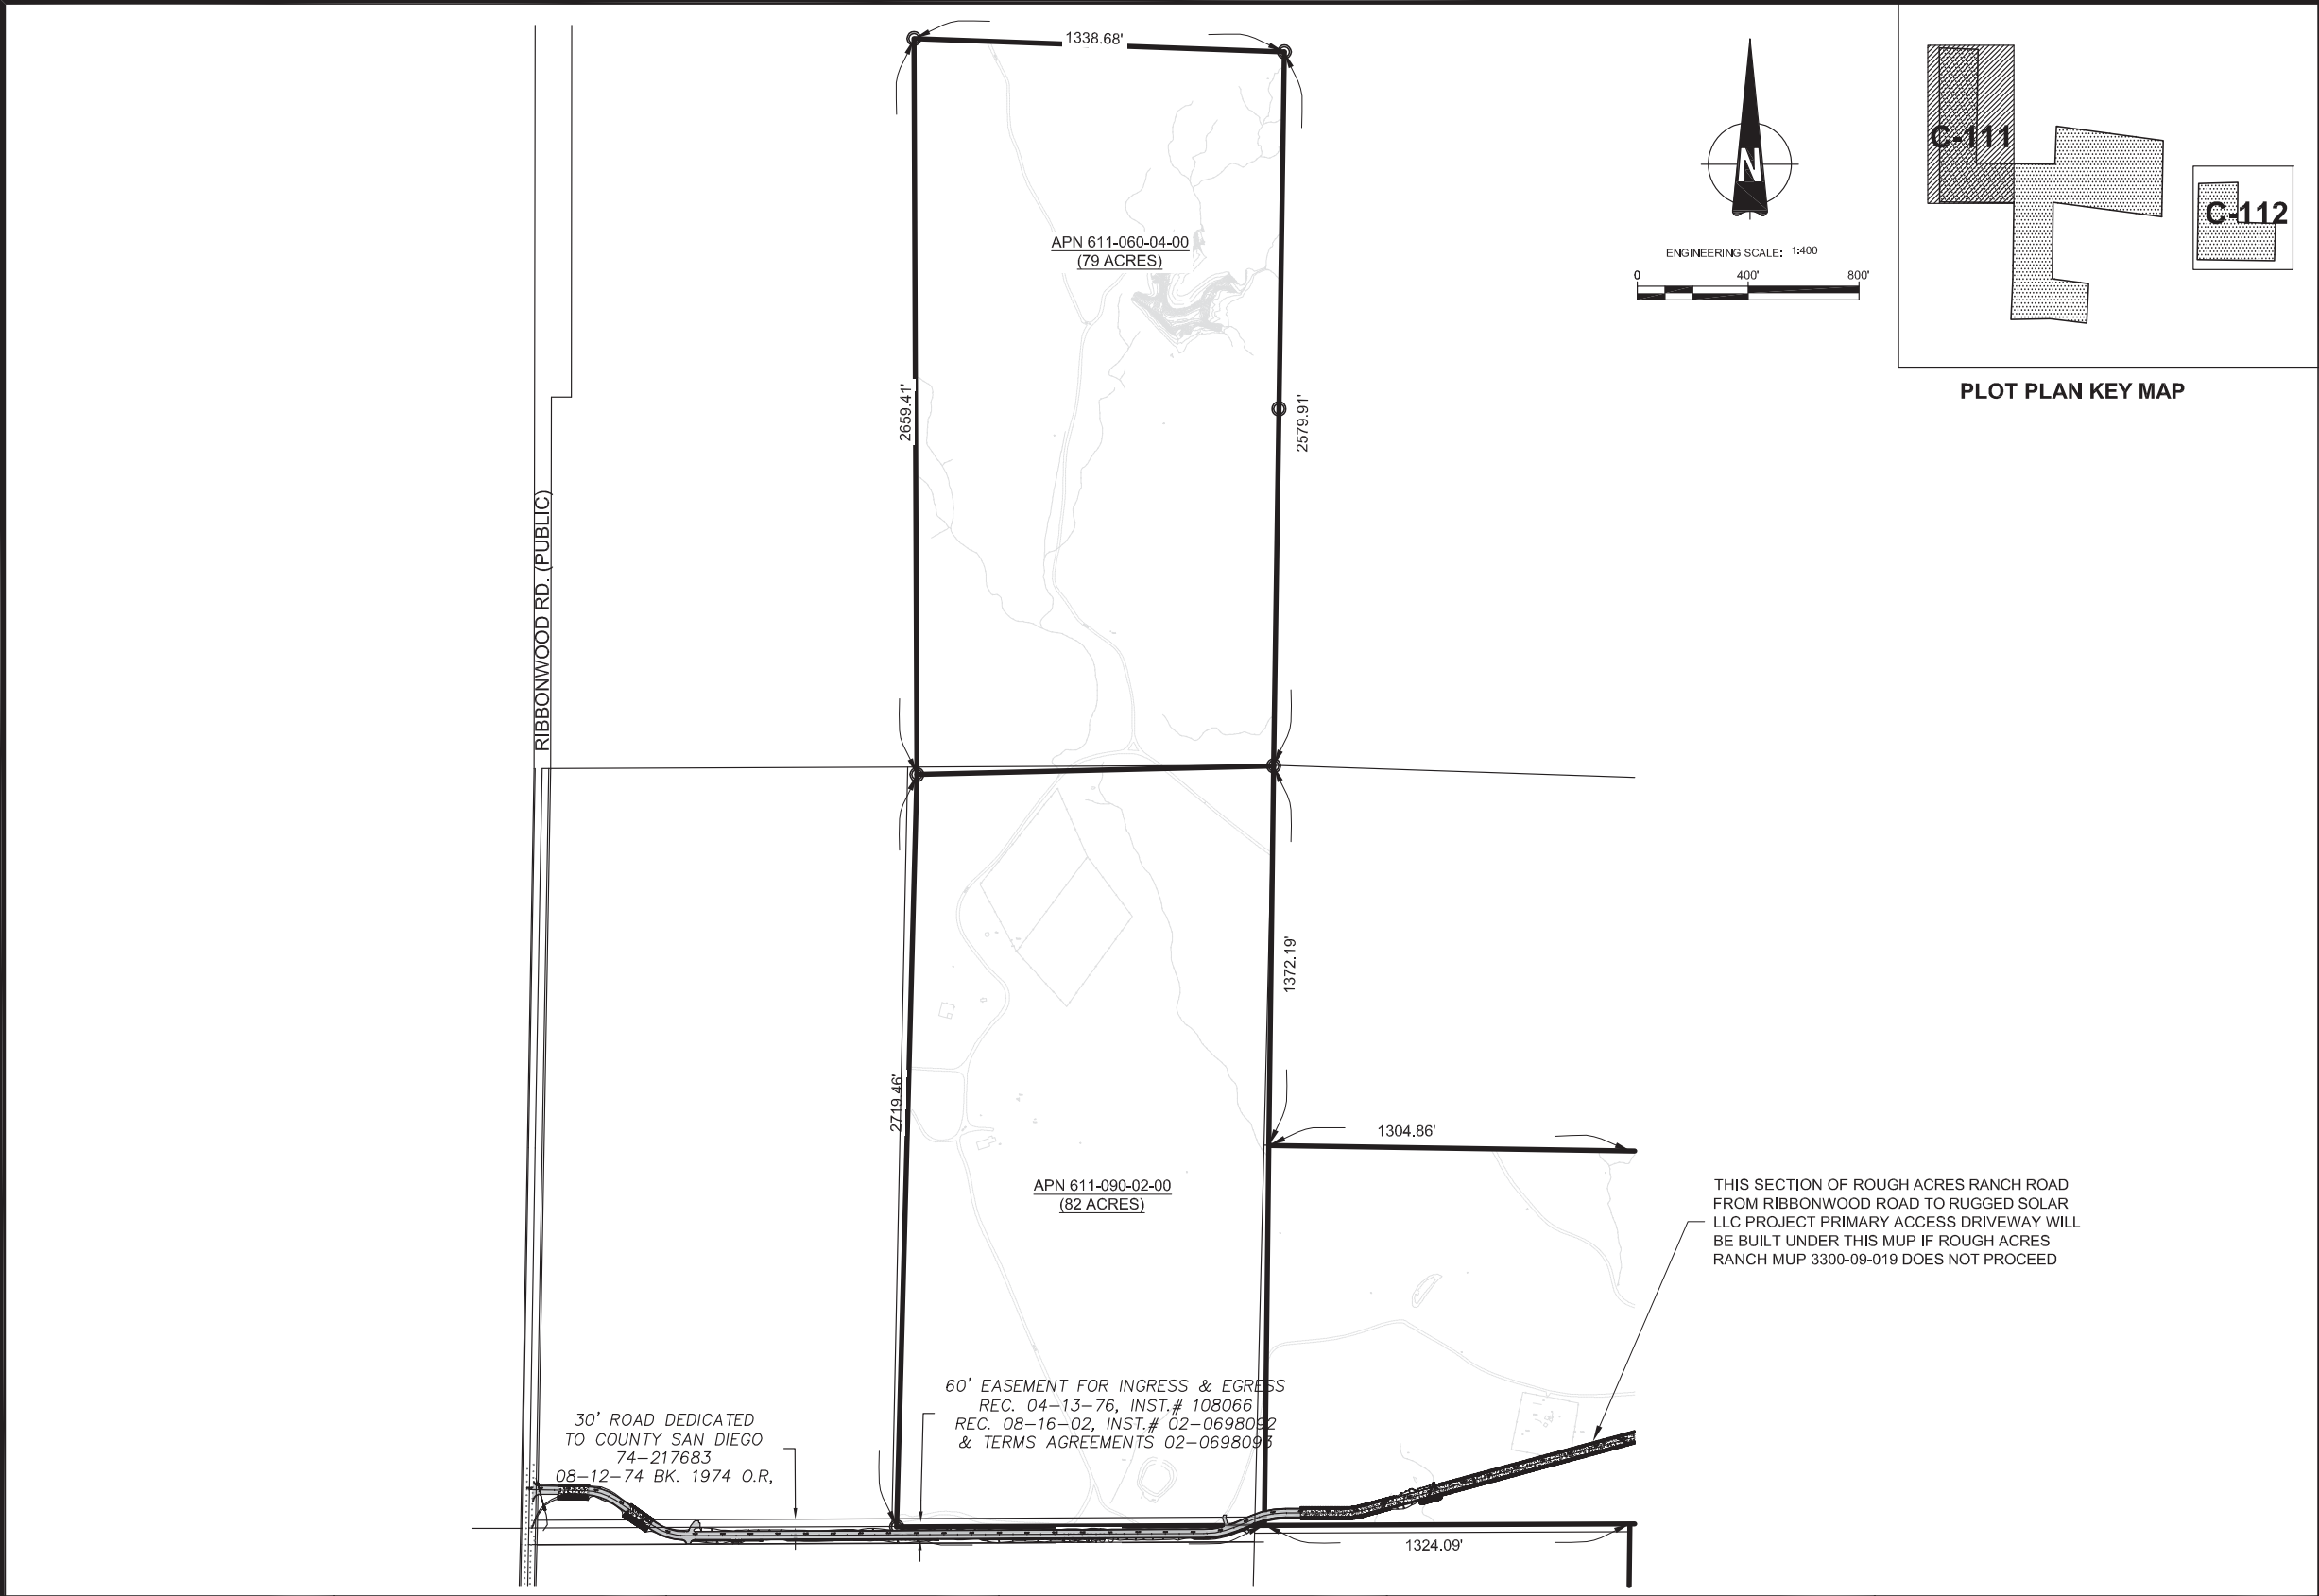 1338.68'
N
ENGINEERING SCALE: 1:400
0 400' 800'
C-111
C-112
PLOT PLAN KEY MAP
APN 611-060-04-00
(79 ACRES)
2659.41'
2579.91'
RIBBONWOOD RD. (PUBLIC)
1372.19'
2719.46'
1304.86'
APN 611-090-02-00
(82 ACRES)
THIS SECTION OF ROUGH ACRES RANCH ROAD
FROM RIBBONWOOD ROAD TO RUGGED SOLAR
LLC PROJECT PRIMARY ACCESS DRIVEWAY WILL
BE BUILT UNDER THIS MUP IF ROUGH ACRES
RANCH MUP 3300-09-019 DOES NOT PROCEED
60' EASEMENT FOR INGRESS & EGRESS
REC. 04-13-76, INST.# 108066
REC. 08-16-02, INST.# 02-0698092
& TERMS AGREEMENTS 02-0698093
30' ROAD DEDICATED
TO COUNTY SAN DIEGO
74-217683
08-12-74 BK. 1974 O.R,
1324.09'